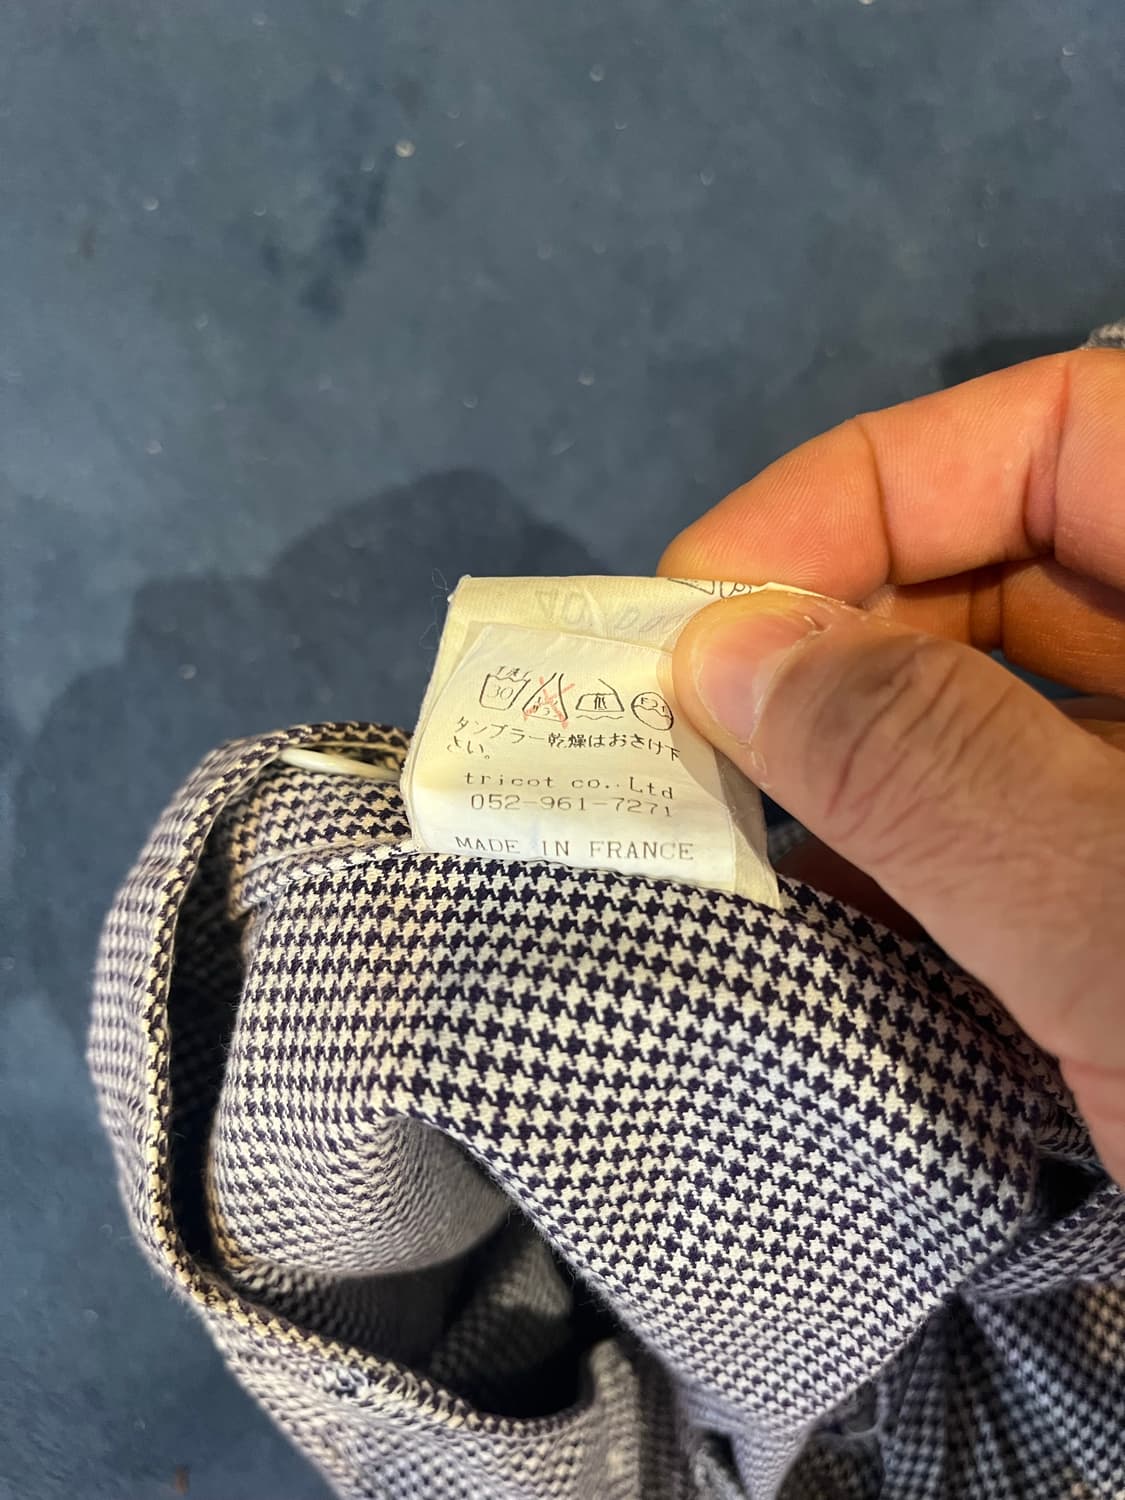 30 低
タンブラー乾燥はおさけ下
さい。
tricot co., Ltd
052-961-7271
MADE IN FRANCE